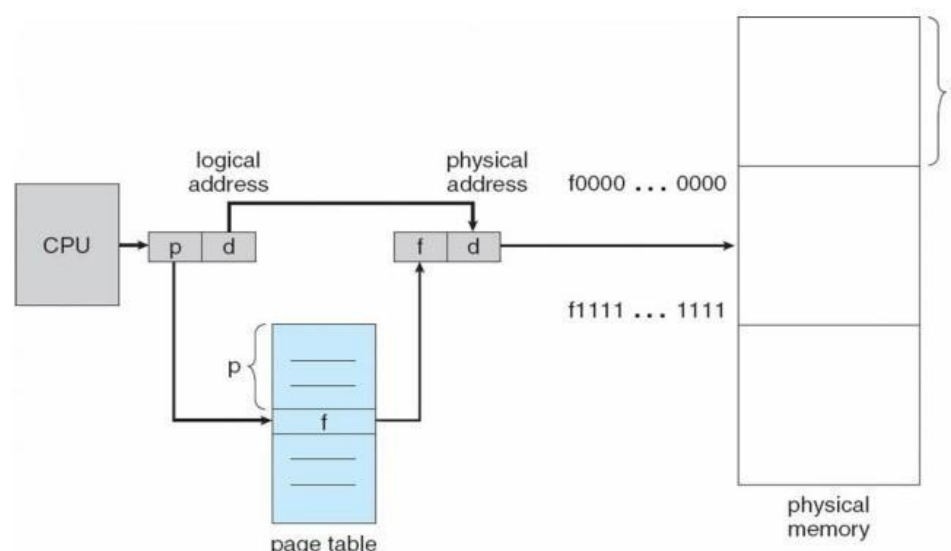 logical
address
physical
address
f0000 ... 0000
CPU
p d
f d
f1111 ... 1111
p
f
physical
memory
page table